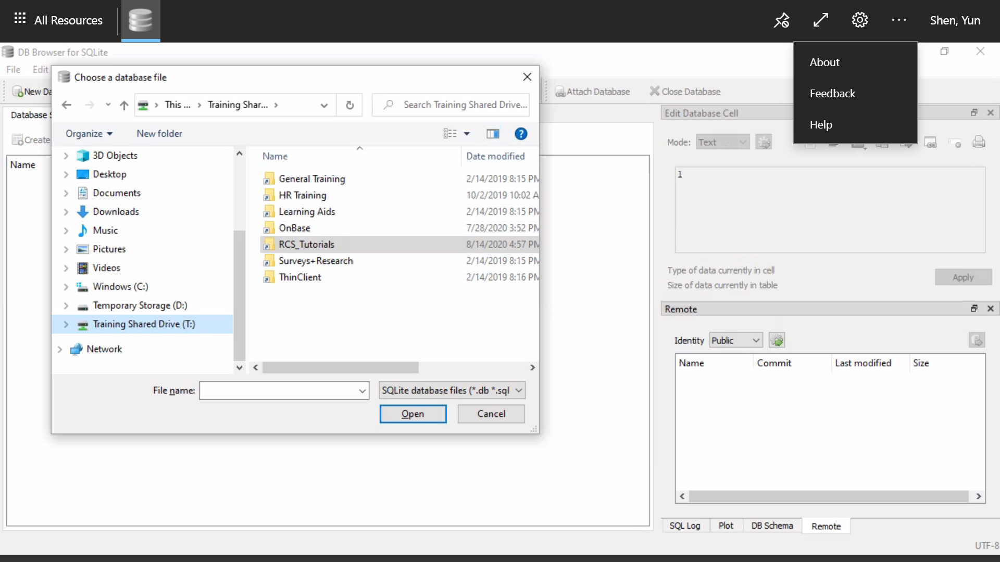 All Resources
Shen, Yun
About
Feedback
Help
DB Browser for SQLite
File Edit
New Da
Attach Database
Close Database
Database S
Create
Name
Choose a database file
This ... Training Shar...
Search Training Shared Drive...
Organize
New folder
3D Objects
Desktop
Documents
Downloads
Music
Pictures
Videos
Windows (C:)
Temporary Storage (D:)
Training Shared Drive (T:)
Network
Name Date modified
General Training 2/14/2019 8:15 PM
HR Training 10/2/2019 10:02 A
Learning Aids 2/14/2019 8:15 PM
OnBase 7/28/2020 3:52 PM
RCS_Tutorials 8/14/2020 4:57 PM
Surveys+Research 2/14/2019 8:15 PM
ThinClient 2/14/2019 8:16 PM
File name:
SQLite database files (*.db *.sql
Open
Cancel
Edit Database Cell
Mode: Text
1
Type of data currently in cell
Size of data currently in table
Apply
Remote
Identity Public
Name Commit Last modified Size
SQL Log Plot DB Schema Remote
UTF-8